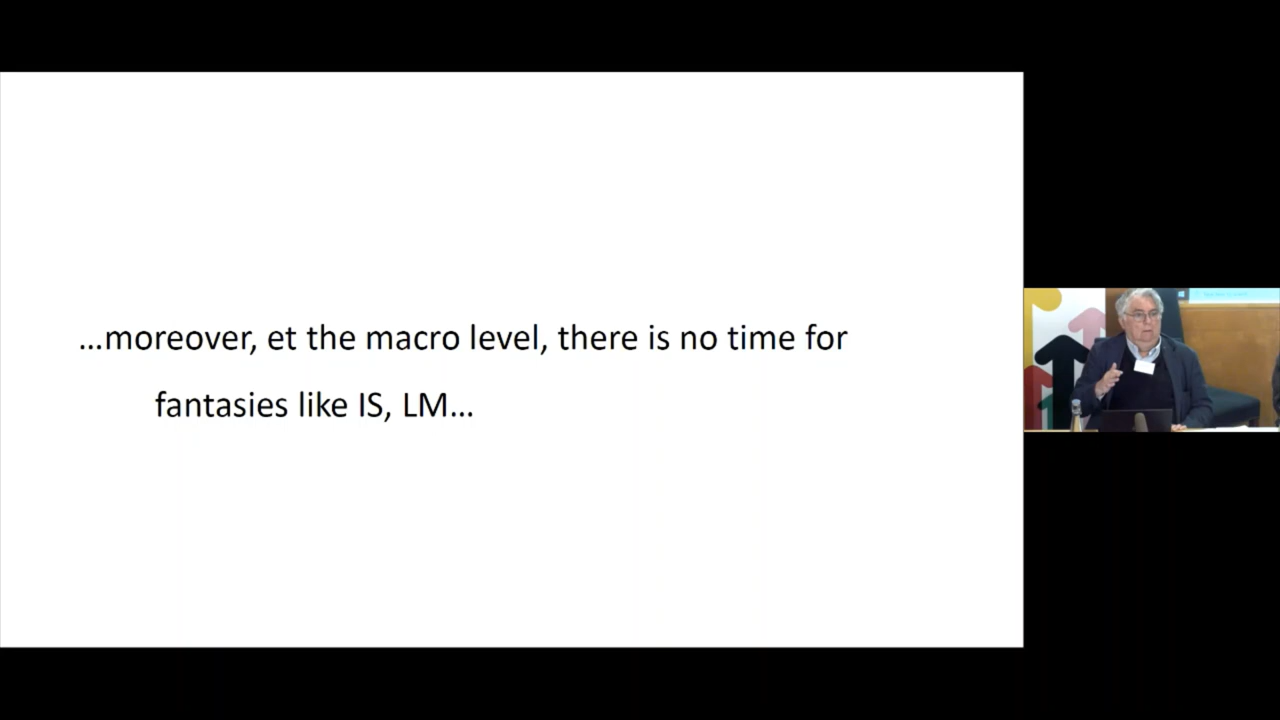 …moreover, et the macro level, there is no time for
fantasies like IS, LM…